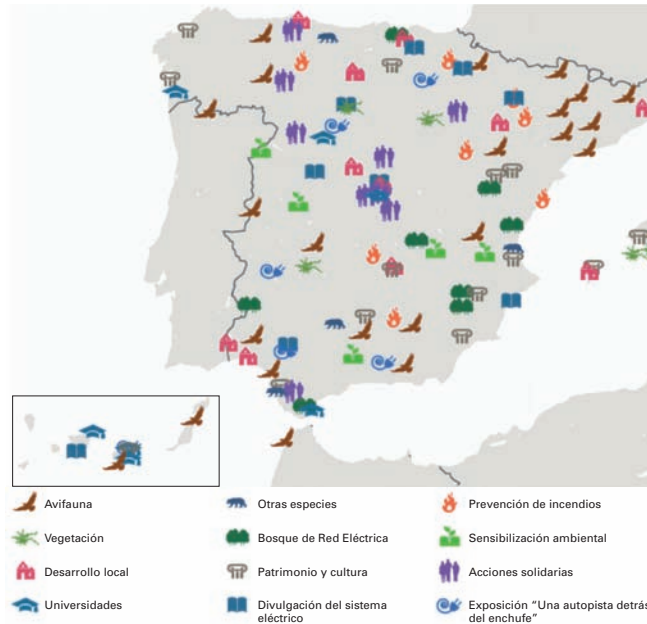 Avifauna
Otras especies
Prevención de incendios
Vegetación
Bosque de Red Eléctrica
Sensibilización ambiental
Desarrollo local
Patrimonio y cultura
Acciones solidarias
Universidades
Divulgación del sistema
eléctrico
Exposición "Una autopista detrás
del enchufe"